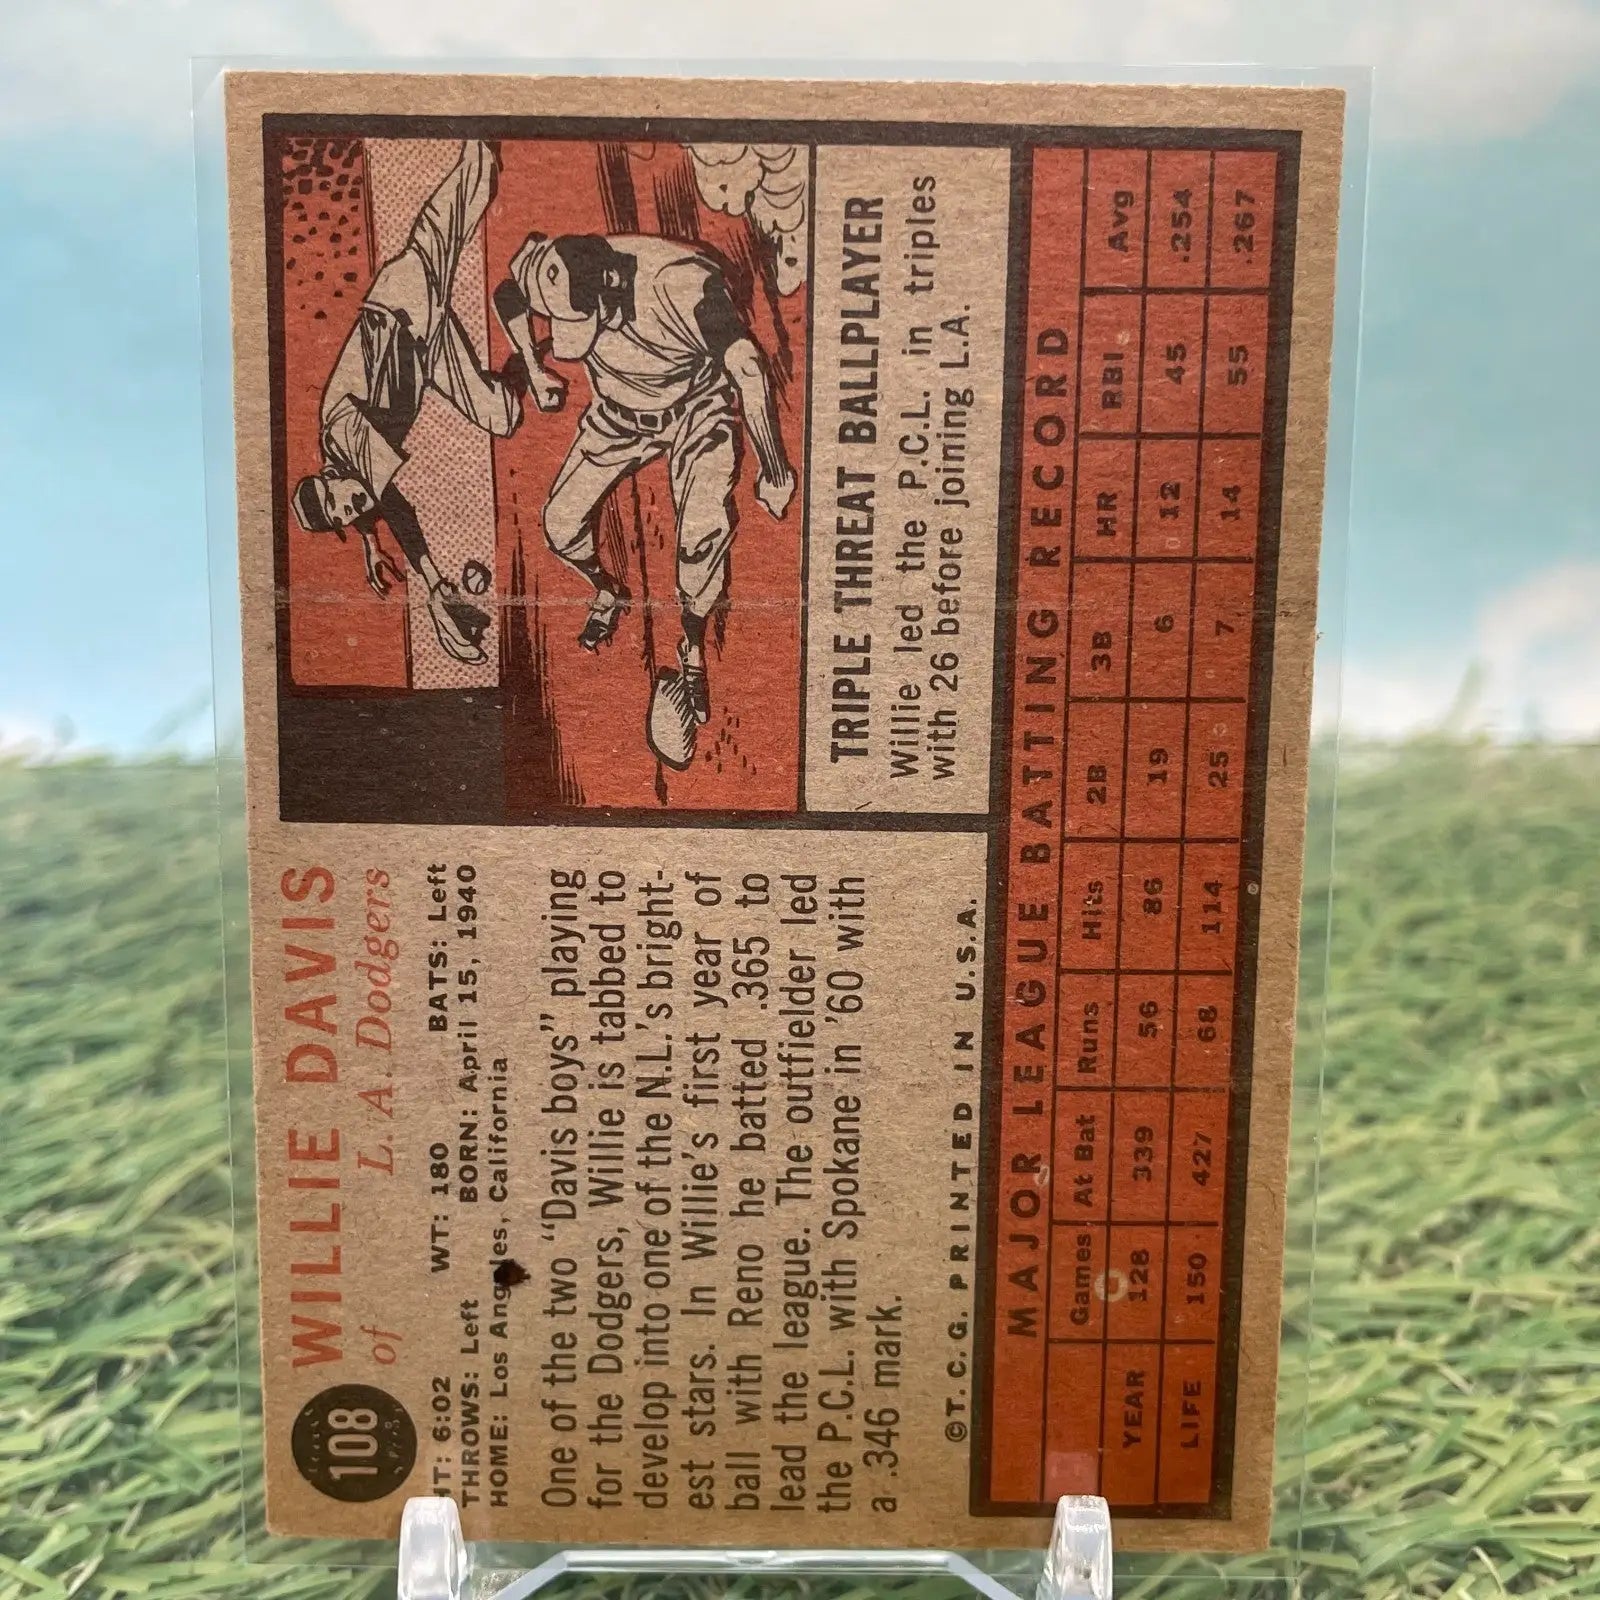 108
WILLIE DAVIS
of L. A. Dodgers
HT: 6:02 WT: 180 BATS: Left
THROWS: Left BORN: April 15, 1940
HOME: Los Angeles, California
One of the two "Davis boys" playing
for the Dodgers, Willie is tabbed to
develop into one of the N.L.'s bright-
est stars. In Willie's first year of
ball with Reno he batted .365 to
lead the league. The outfielder led
the P.C.L. with Spokane in '60 with
a .346 mark.
©T. C. G. PRINTED IN U.S.A.
TRIPLE THREAT BALLPLAYER
Willie led the P.C.L. in triples
with 26 before joining L.A.
MAJOR LEAGUE BATTING RECORD
Games At Bat Runs Hits 2B 3B HR RBI Avg
YEAR 128 339 56 86 19 6 12 45 .254
LIFE 150 427 68 114 25 7 14 55 .267